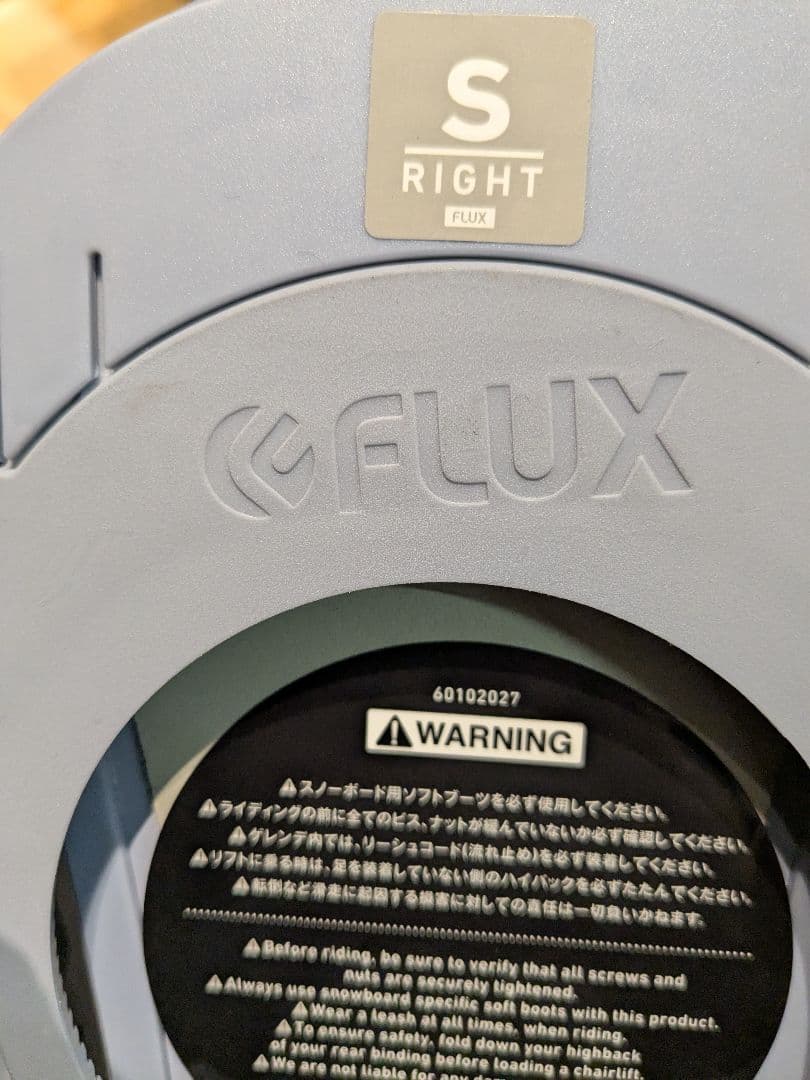 S
RIGHT
FLUX
FLUX
60102027
⚠WARNING
⚠スノーボード用ソフトブーツを必ず使用してください。
⚠ライディングの前に全てのビス、ナットが緩んでいないか必ず確認してください。
⚠ゲレンデ内では、リーシュコード(流れ止め)を必ず装着してください。
⚠リフトに乗る時は、足を装着していない側のハイバックを必ずたたんでください。
⚠転倒など滑走に起因する損害に対しての責任は一切負いかねます。
⚠Before riding, be sure to verify that all screws and
nuts are securely tightened.
⚠Always use snowboard specific soft boots with this product.
⚠Wear a leash at all times, when riding.
⚠To ensure safety, fold down your highback
of your rear binding before loading a chairlift.
⚠We are not liable for any